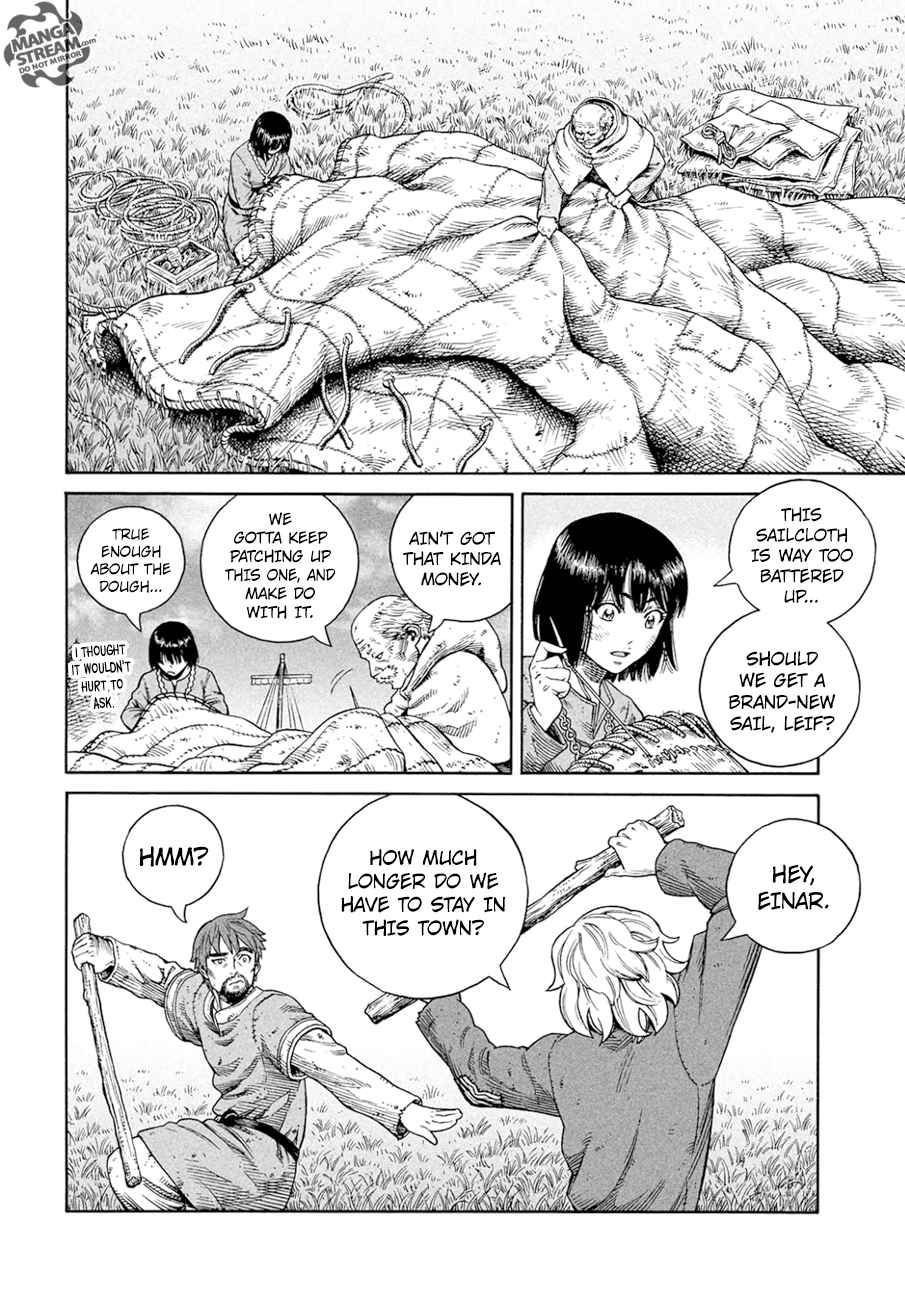 MANGA
STREAM.com
DO NOT MIRROR
THIS
SAILCLOTH
IS WAY TOO
BATTERED
UP...
SHOULD
WE GET A
BRAND-NEW
SAIL, LEIF?
AIN'T GOT
THAT KINDA
MONEY.
WE
GOTTA KEEP
PATCHING UP
THIS ONE, AND
MAKE DO
WITH IT.
TRUE
ENOUGH
ABOUT THE
DOUGH...
I THOUGHT
IT WOULDN'T
HURT TO
ASK.
HEY,
EINAR.
HOW MUCH
LONGER DO WE
HAVE TO STAY IN
THIS TOWN?
HMM?